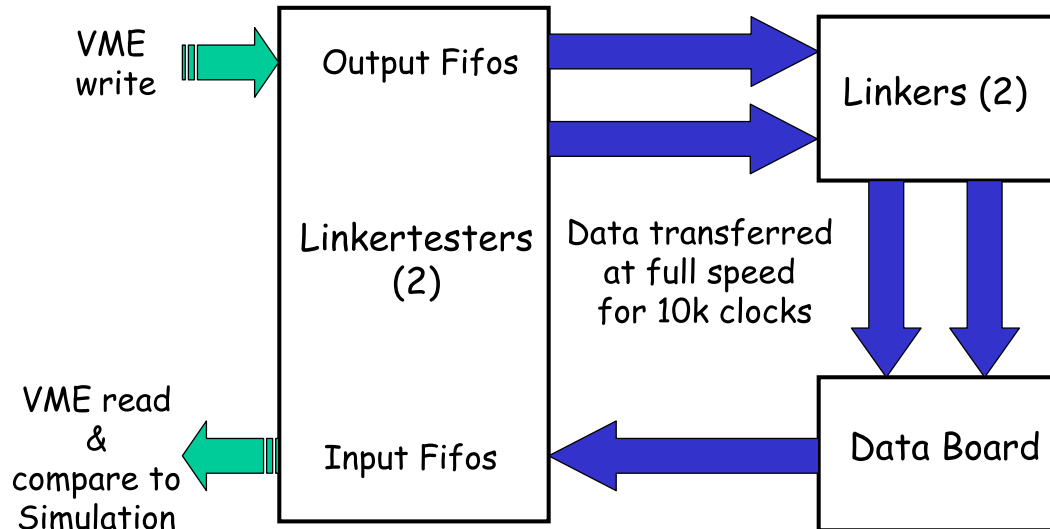 VME
write
Output Fifos
Linkers (2)
Linkertesters
(2)
Data transferred
at full speed
for 10k clocks
VME read
&
compare to
Simulation
Input Fifos
Data Board